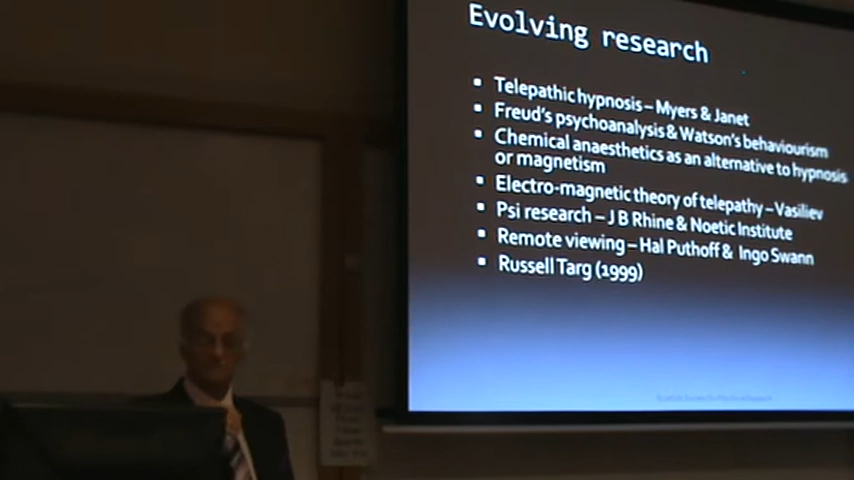 Evolving research
Telepathic hypnosis – Myers & Janet
Freud's psychoanalysis & Watson's behaviourism
Chemical anaesthetics as an alternative to hypnosis
or magnetism
Electro-magnetic theory of telepathy – Vasiliev
Psi research – J B Rhine & Noetic Institute
Remote viewing – Hal Puthoff & Ingo Swann
Russell Targ (1999)